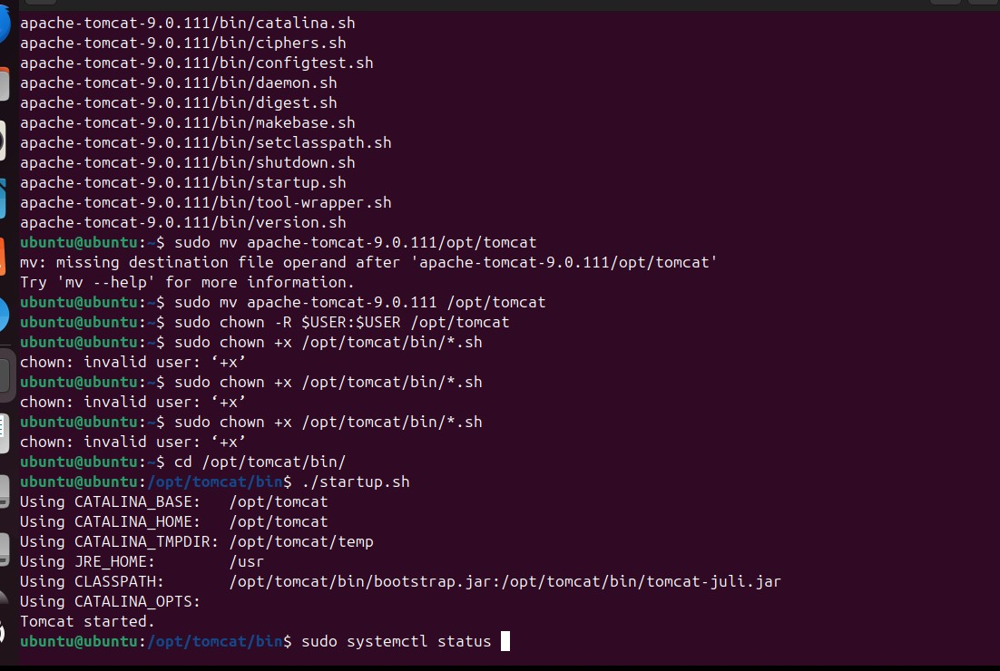 apache-tomcat-9.0.111/bin/catalina.sh
apache-tomcat-9.0.111/bin/ciphers.sh
apache-tomcat-9.0.111/bin/configtest.sh
apache-tomcat-9.0.111/bin/daemon.sh
apache-tomcat-9.0.111/bin/digest.sh
apache-tomcat-9.0.111/bin/makebase.sh
apache-tomcat-9.0.111/bin/setclasspath.sh
apache-tomcat-9.0.111/bin/shutdown.sh
apache-tomcat-9.0.111/bin/startup.sh
apache-tomcat-9.0.111/bin/tool-wrapper.sh
apache-tomcat-9.0.111/bin/version.sh
ubuntu@ubuntu:~$ sudo mv apache-tomcat-9.0.111/opt/tomcat
mv: missing destination file operand after 'apache-tomcat-9.0.111/opt/tomcat'
Try 'mv --help' for more information.
ubuntu@ubuntu:~$ sudo mv apache-tomcat-9.0.111 /opt/tomcat
ubuntu@ubuntu:~$ sudo chown -R $USER:$USER /opt/tomcat
ubuntu@ubuntu:~$ sudo chown +x /opt/tomcat/bin/*.sh
chown: invalid user: ‘+x’
ubuntu@ubuntu:~$ sudo chown +x /opt/tomcat/bin/*.sh
chown: invalid user: ‘+x’
ubuntu@ubuntu:~$ sudo chown +x /opt/tomcat/bin/*.sh
chown: invalid user: ‘+x’
ubuntu@ubuntu:~$ cd /opt/tomcat/bin/
ubuntu@ubuntu:/opt/tomcat/bin$ ./startup.sh
Using CATALINA_BASE:   /opt/tomcat
Using CATALINA_HOME:   /opt/tomcat
Using CATALINA_TMPDIR: /opt/tomcat/temp
Using JRE_HOME:        /usr
Using CLASSPATH:       /opt/tomcat/bin/bootstrap.jar:/opt/tomcat/bin/tomcat-juli.jar
Using CATALINA_OPTS:
Tomcat started.
ubuntu@ubuntu:/opt/tomcat/bin$ sudo systemctl status